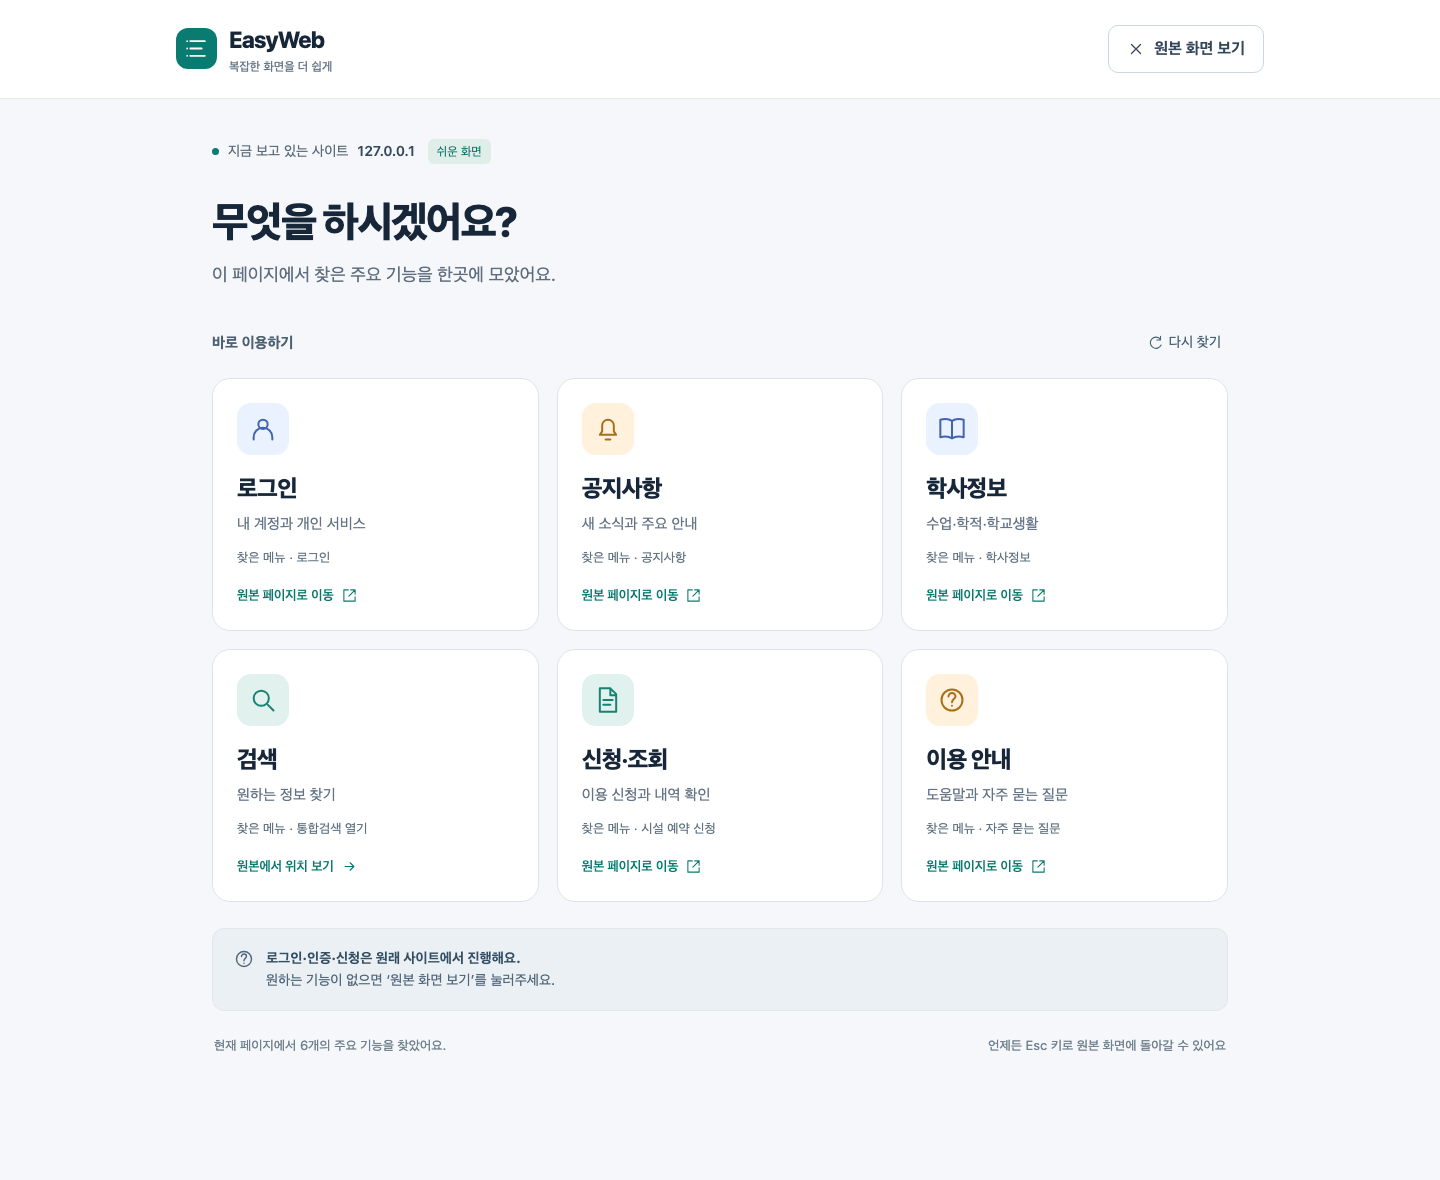 EasyWeb
복잡한 화면을 더 쉽게
원본 화면 보기
지금 보고 있는 사이트 127.0.0.1 쉬운 화면
무엇을 하시겠어요?
이 페이지에서 찾은 주요 기능을 한곳에 모았어요.
바로 이용하기
다시 찾기
로그인
내 계정과 개인 서비스
찾은 메뉴 · 로그인
원본 페이지로 이동
공지사항
새 소식과 주요 안내
찾은 메뉴 · 공지사항
원본 페이지로 이동
학사정보
수업·학적·학교생활
찾은 메뉴 · 학사정보
원본 페이지로 이동
검색
원하는 정보 찾기
찾은 메뉴 · 통합검색 열기
원본에서 위치 보기 →
신청·조회
이용 신청과 내역 확인
찾은 메뉴 · 시설 예약 신청
원본 페이지로 이동
이용 안내
도움말과 자주 묻는 질문
찾은 메뉴 · 자주 묻는 질문
원본 페이지로 이동
로그인·인증·신청은 원래 사이트에서 진행해요.
원하는 기능이 없으면 ‘원본 화면 보기’를 눌러주세요.
현재 페이지에서 6개의 주요 기능을 찾았어요.
언제든 Esc 키로 원본 화면에 돌아갈 수 있어요